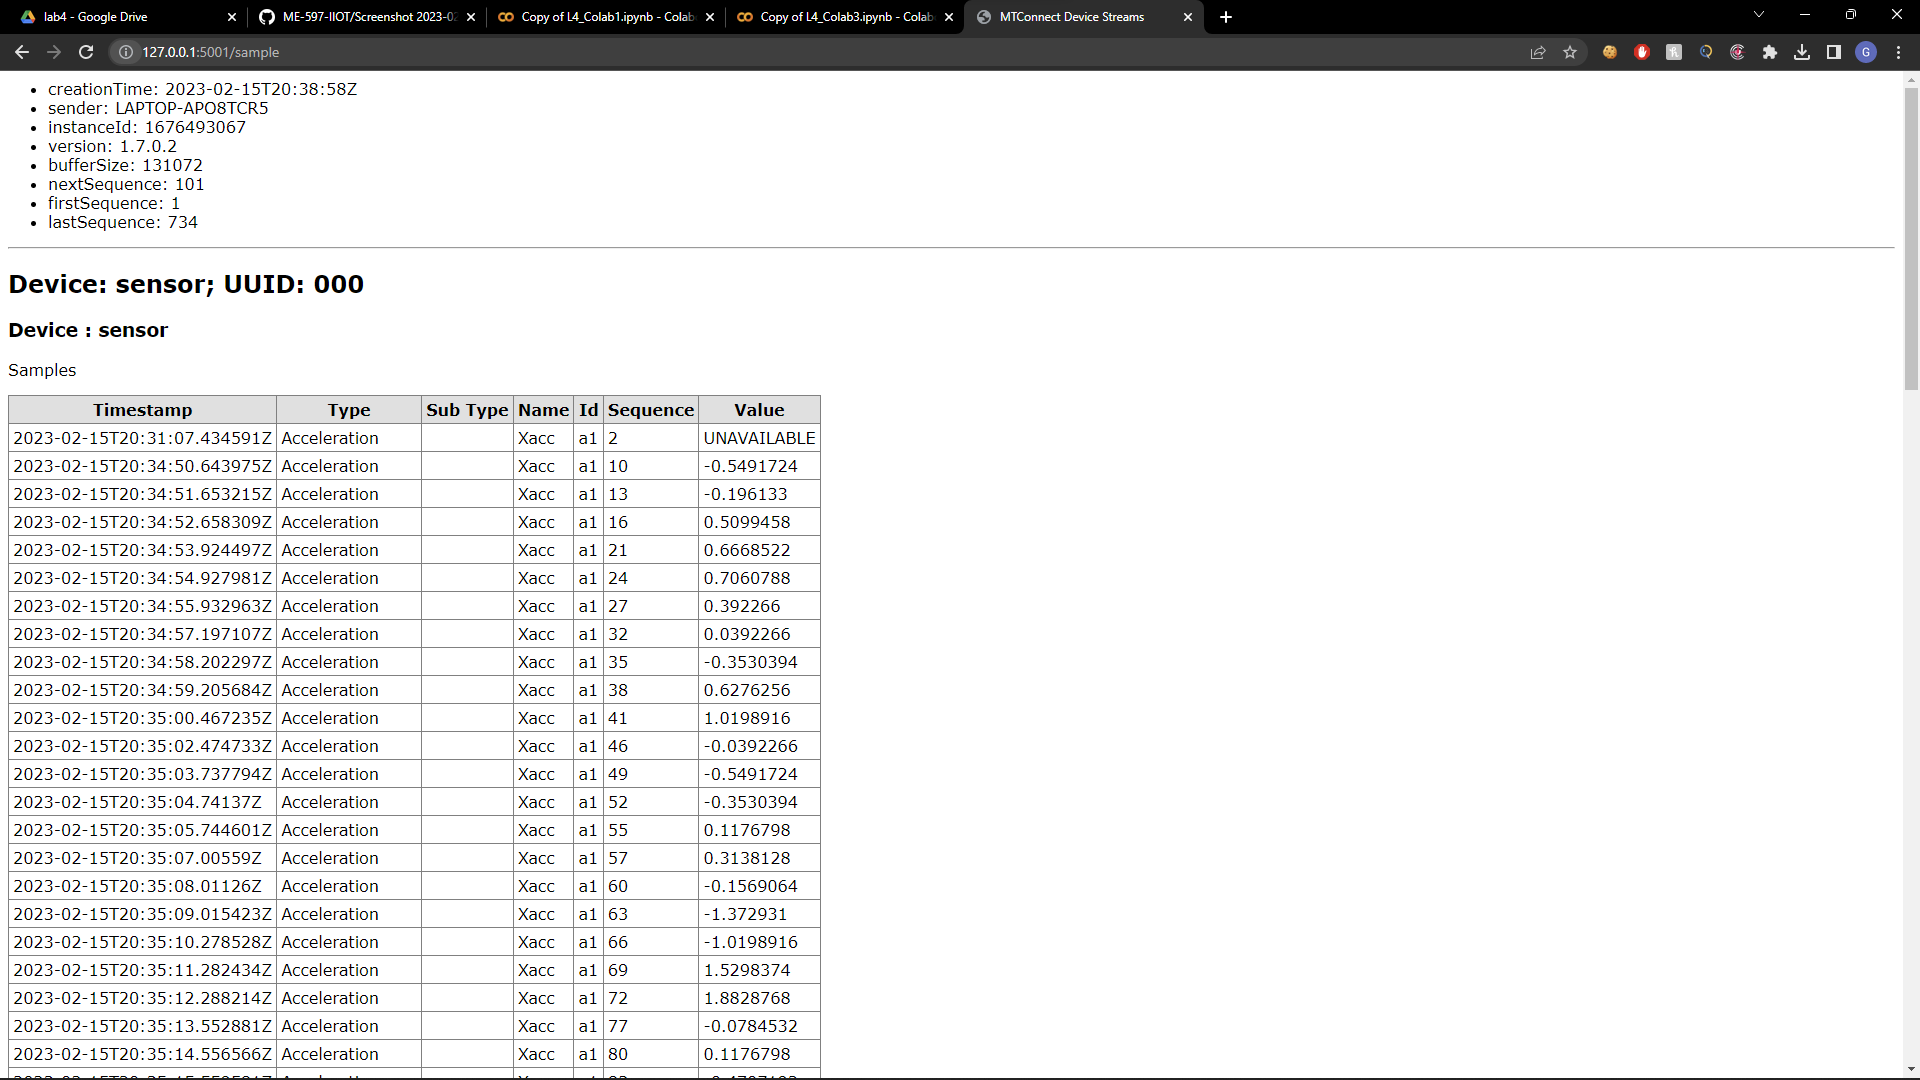 lab4 - Google Drive
ME-597-IIOT/Screenshot 2023-02
Copy of L4_Colab1.ipynb - Colab
Copy of L4_Colab3.ipynb - Colab
MTConnect Device Streams
127.0.0.1:5001/sample
G
creationTime: 2023-02-15T20:38:58Z
sender: LAPTOP-APO8TCR5
instanceId: 1676493067
version: 1.7.0.2
bufferSize: 131072
nextSequence: 101
firstSequence: 1
lastSequence: 734
Device: sensor; UUID: 000
Device : sensor
Samples
Timestamp Type Sub Type Name Id Sequence Value
2023-02-15T20:31:07.434591Z Acceleration Xacc a1 2 UNAVAILABLE
2023-02-15T20:34:50.643975Z Acceleration Xacc a1 10 -0.5491724
2023-02-15T20:34:51.653215Z Acceleration Xacc a1 13 -0.196133
2023-02-15T20:34:52.658309Z Acceleration Xacc a1 16 0.5099458
2023-02-15T20:34:53.924497Z Acceleration Xacc a1 21 0.6668522
2023-02-15T20:34:54.927981Z Acceleration Xacc a1 24 0.7060788
2023-02-15T20:34:55.932963Z Acceleration Xacc a1 27 0.392266
2023-02-15T20:34:57.197107Z Acceleration Xacc a1 32 0.0392266
2023-02-15T20:34:58.202297Z Acceleration Xacc a1 35 -0.3530394
2023-02-15T20:34:59.205684Z Acceleration Xacc a1 38 0.6276256
2023-02-15T20:35:00.467235Z Acceleration Xacc a1 41 1.0198916
2023-02-15T20:35:02.474733Z Acceleration Xacc a1 46 -0.0392266
2023-02-15T20:35:03.737794Z Acceleration Xacc a1 49 -0.5491724
2023-02-15T20:35:04.74137Z Acceleration Xacc a1 52 -0.3530394
2023-02-15T20:35:05.744601Z Acceleration Xacc a1 55 0.1176798
2023-02-15T20:35:07.00559Z Acceleration Xacc a1 57 0.3138128
2023-02-15T20:35:08.01126Z Acceleration Xacc a1 60 -0.1569064
2023-02-15T20:35:09.015423Z Acceleration Xacc a1 63 -1.372931
2023-02-15T20:35:10.278528Z Acceleration Xacc a1 66 -1.0198916
2023-02-15T20:35:11.282434Z Acceleration Xacc a1 69 1.5298374
2023-02-15T20:35:12.288214Z Acceleration Xacc a1 72 1.8828768
2023-02-15T20:35:13.552881Z Acceleration Xacc a1 77 -0.0784532
2023-02-15T20:35:14.556566Z Acceleration Xacc a1 80 0.1176798